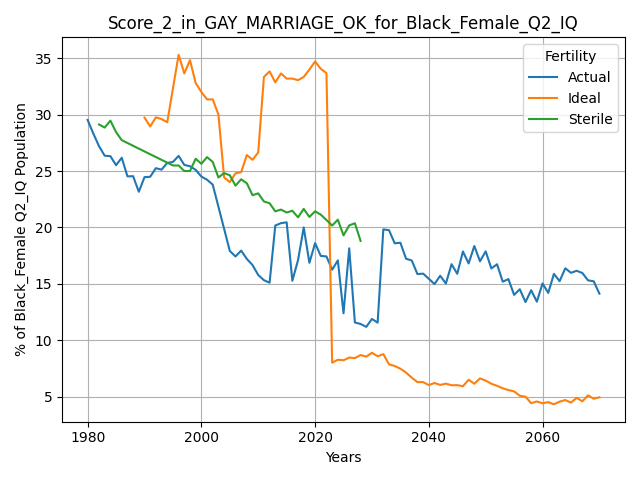 Score_2_in_GAY_MARRIAGE_OK_for_Black_Female_Q2_IQ
% of Black_Female Q2_IQ Population
35
30
25
20
15
10
5
Fertility
Actual
Ideal
Sterile
1980
2000
2020
2040
2060
Years